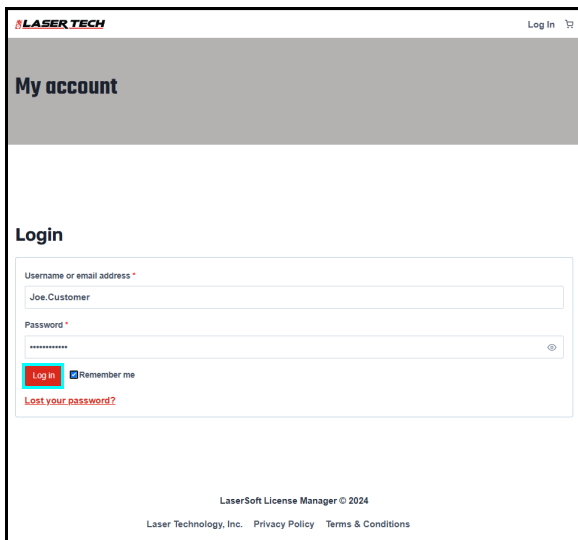 LASER TECH
Log In
My account
Login
Username or email address *
Joe.Customer
Password *
••••••••••••
Log in
Remember me
Lost your password?
LaserSoft License Manager © 2024
Laser Technology, Inc. Privacy Policy Terms & Conditions